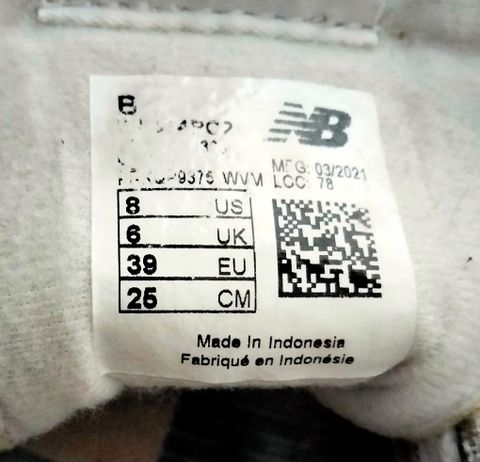 B
NB
MFG: 03/2021
WVM LCC: 78
8 US
6 UK
39 EU
25 CM
Made in Indonesia
Fabriqué en Indonésie